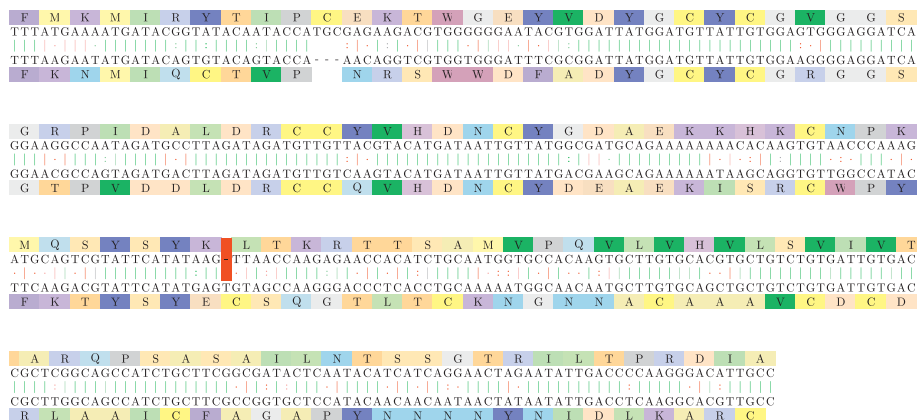 F M K M I R Y T I P C E K T W G E Y V D Y G C Y C G V G G S
TTTATGAAAATGATACGGTATACAATACCATGCGAGAAGACGTGGGGGGAATACGTGGATTATGGATGTTATTGTGGAGTGGGAGGATCA
TTTAAGAATATGATACAGTGTACAGTACCA---AACAGGTCGTGGTGGGATTTCGCGGATTATGGATGTTATTGTGGAAGGGGAGGATCA
F K N M I Q C T V P N R S W W D F A D Y G C Y C G R G G S
G R P I D A L D R C C Y V H D N C Y G D A E K K H K C N P K
GGAAGGCCAATAGATGCCTTAGATAGATGTTGTTACGTACATGATAATTGTTATGGCGATGCAGAAAAAAAACACAAGTGTAACCCAAAG
GGAACGCCAGTAGATGACTTAGATAGATGTTGTCAAGTACATGATAATTGTTATGACGAAGCAGAAAAAATAAGCAGGTGTTGGCCATAC
G T P V D D L D R C C Q V H D N C Y D E A E K I S R C W P Y
M Q S Y S Y K L T K R T T S A M V P Q V L V H V L S V I V T
ATGCAGTCGTATTCATATAAG-TTAACCAAGAGAACCACATCTGCAATGGTGCCACAAGTGCTTGTGCACGTGCTGTCTGTGATTGTGAC
TTCAAGACGTATTCATATGAGTGTAGCCAAGGGACCCTCACCTGCAAAAATGGCAACAATGCTTGTGCAGCTGCTGTCTGTGATTGTGAC
F K T Y S Y E C S Q G T L T C K N G N N A C A A A V C D C D
A R Q P S A S A I L N T S S G T R I L T P R D I A
CGCTCGGCAGCCATCTGCTTCGGCGATACTCAATACATCATCAGGAACTAGAATATTGACCCCAAGGGACATTGCC
CGCTTGGCAGCCATCTGCTTCGCCGGTGCTCCATACAACAACAATAACTATAATATTGACCTCAAGGCACGTTGCC
R L A A I C F A G A P Y N N N N Y N I D L K A R C